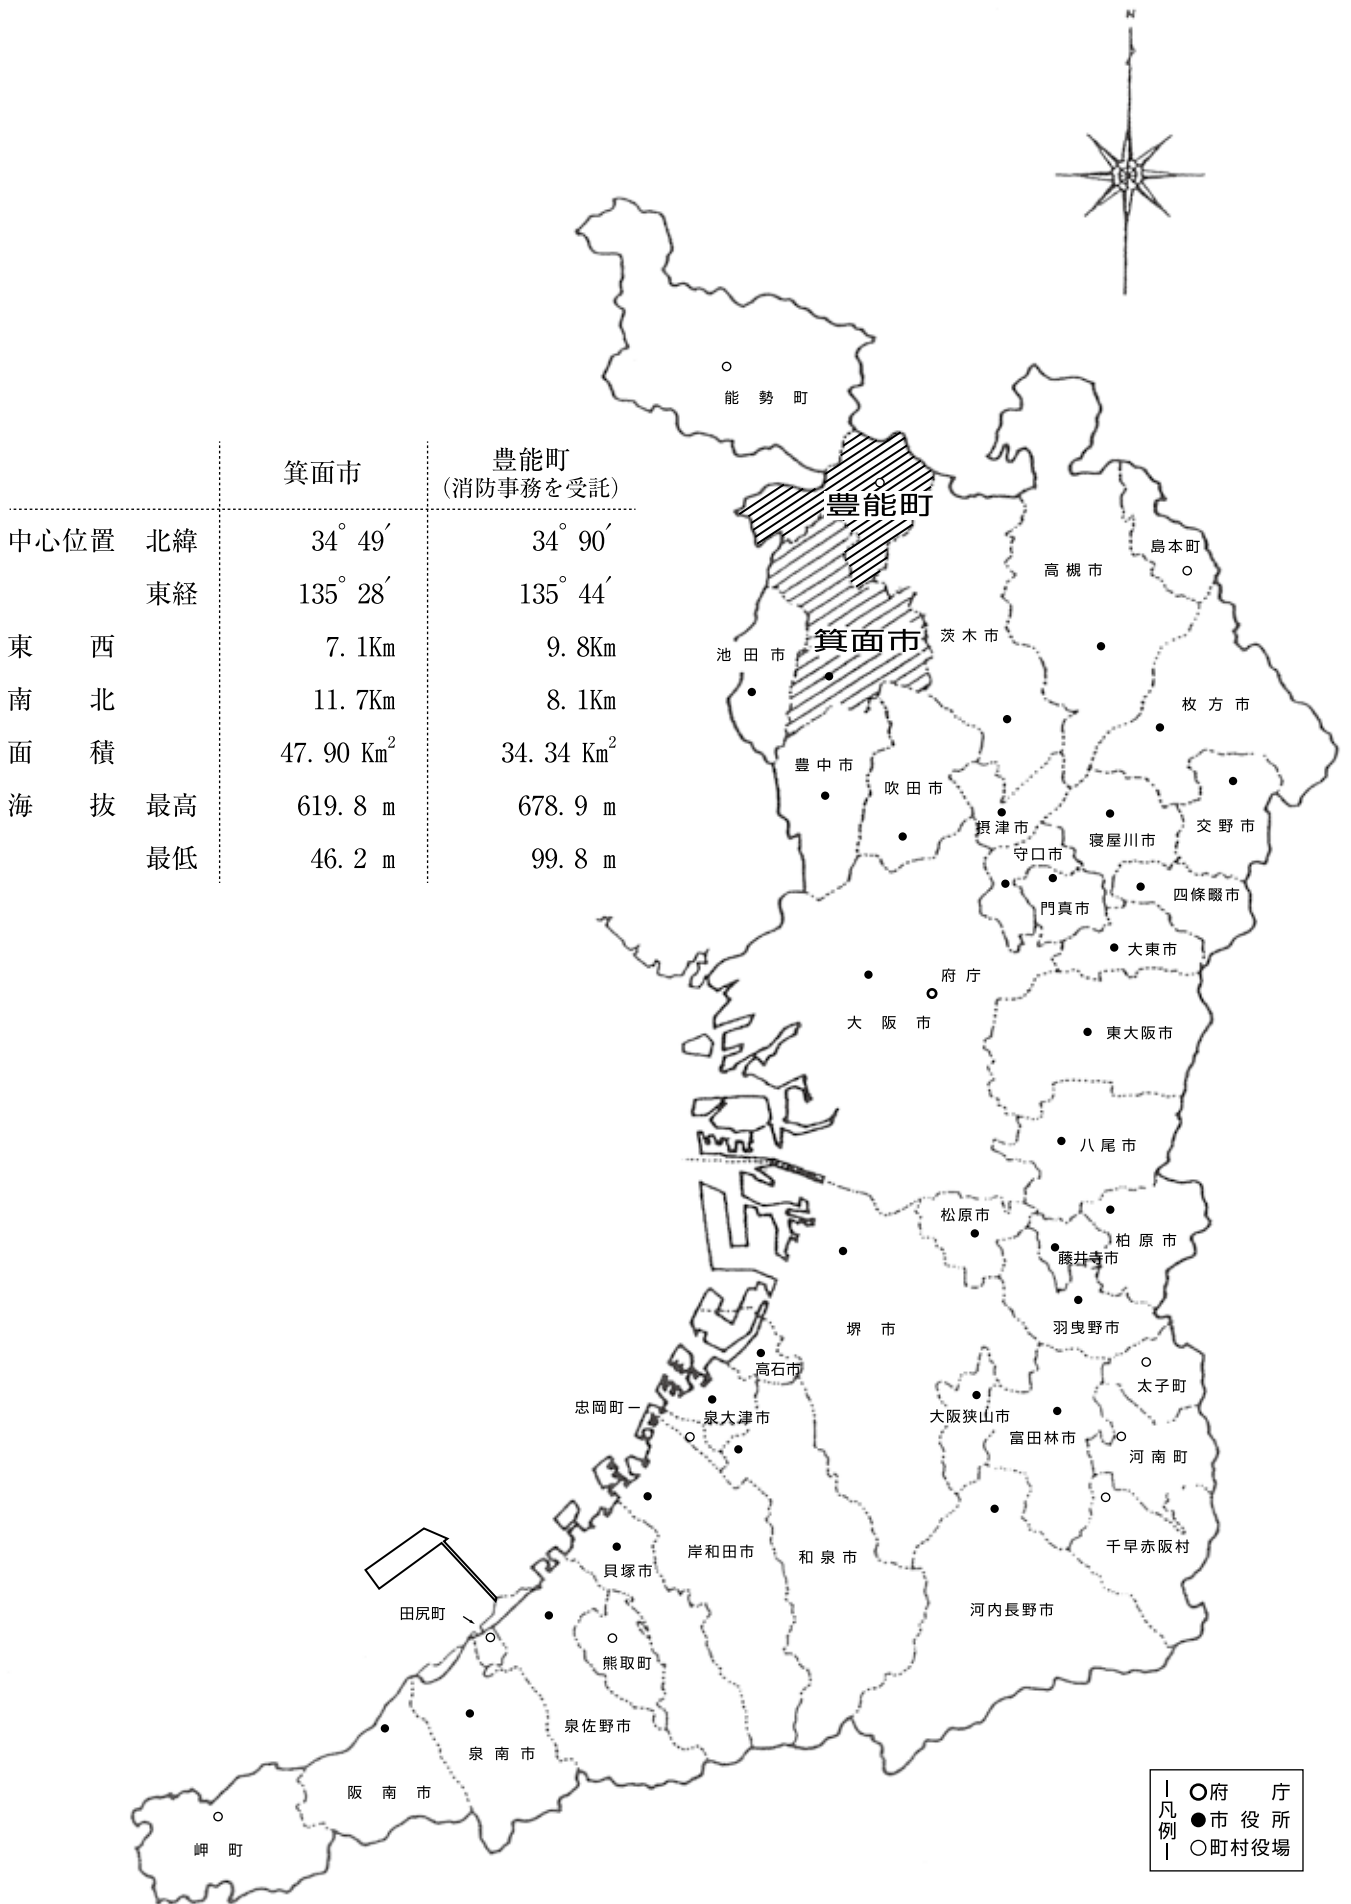 N
能勢町
箕面市 豊能町
（消防事務を受託）
中心位置 北緯 34° 49′ 34° 90′
東経 135° 28′ 135° 44′
東西 7.1Km 9.8Km
南北 11.7Km 8.1Km
面積 47.90 Km² 34.34 Km²
海抜 最高 619.8 m 678.9 m
最低 46.2 m 99.8 m
豊能町
島本町
高槻市
箕面市
茨木市
池田市
枚方市
豊中市
吹田市
摂津市
寝屋川市
交野市
守口市
門真市
四條畷市
大東市
府庁
大阪市
東大阪市
八尾市
松原市
柏原市
藤井寺市
羽曳野市
堺市
高石市
太子町
忠岡町
泉大津市
大阪狭山市
富田林市
河南町
千早赤阪村
岸和田市
和泉市
貝塚市
河内長野市
田尻町
熊取町
泉佐野市
泉南市
阪南市
岬町
凡例
府庁
市役所
町村役場